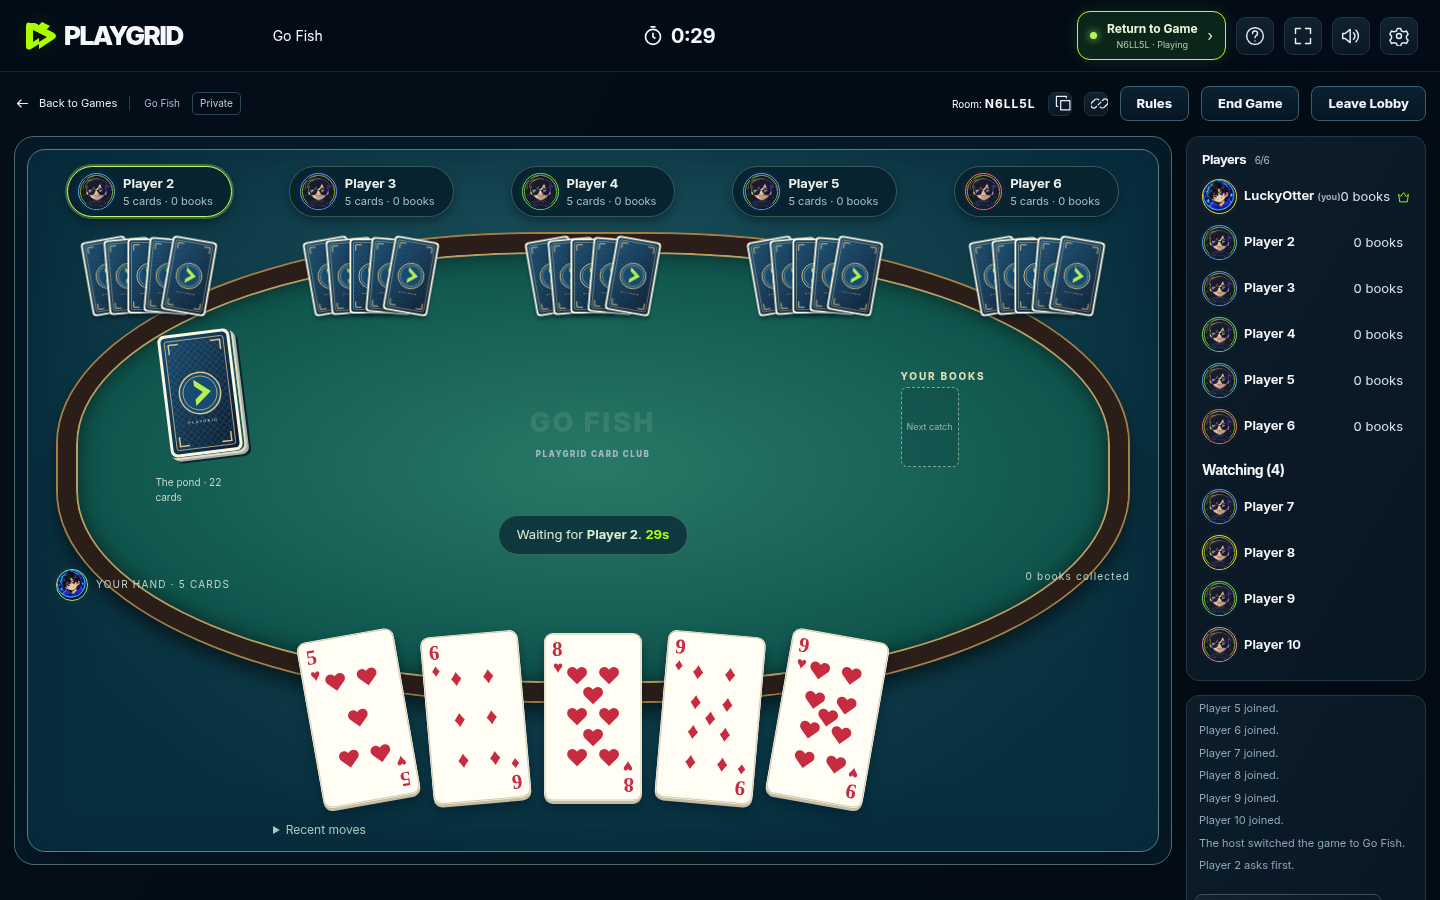 PLAYGRID
Go Fish
0:29
Return to Game
N6LL5L · Playing
Back to Games
Go Fish
Private
Room: N6LL5L
Rules
End Game
Leave Lobby
Player 2
5 cards · 0 books
Player 3
5 cards · 0 books
Player 4
5 cards · 0 books
Player 5
5 cards · 0 books
Player 6
5 cards · 0 books
PLAYGRID
The pond · 22
cards
GO FISH
PLAYGRID CARD CLUB
YOUR BOOKS
Next catch
Waiting for Player 2. 29s
YOUR HAND · 5 CARDS
0 books collected
5
5
6
6
8
8
9
9
9
9
Recent moves
Players 6/6
LuckyOtter (you) 0 books
Player 2 0 books
Player 3 0 books
Player 4 0 books
Player 5 0 books
Player 6 0 books
Watching (4)
Player 7
Player 8
Player 9
Player 10
Player 5 joined.
Player 6 joined.
Player 7 joined.
Player 8 joined.
Player 9 joined.
Player 10 joined.
The host switched the game to Go Fish.
Player 2 asks first.